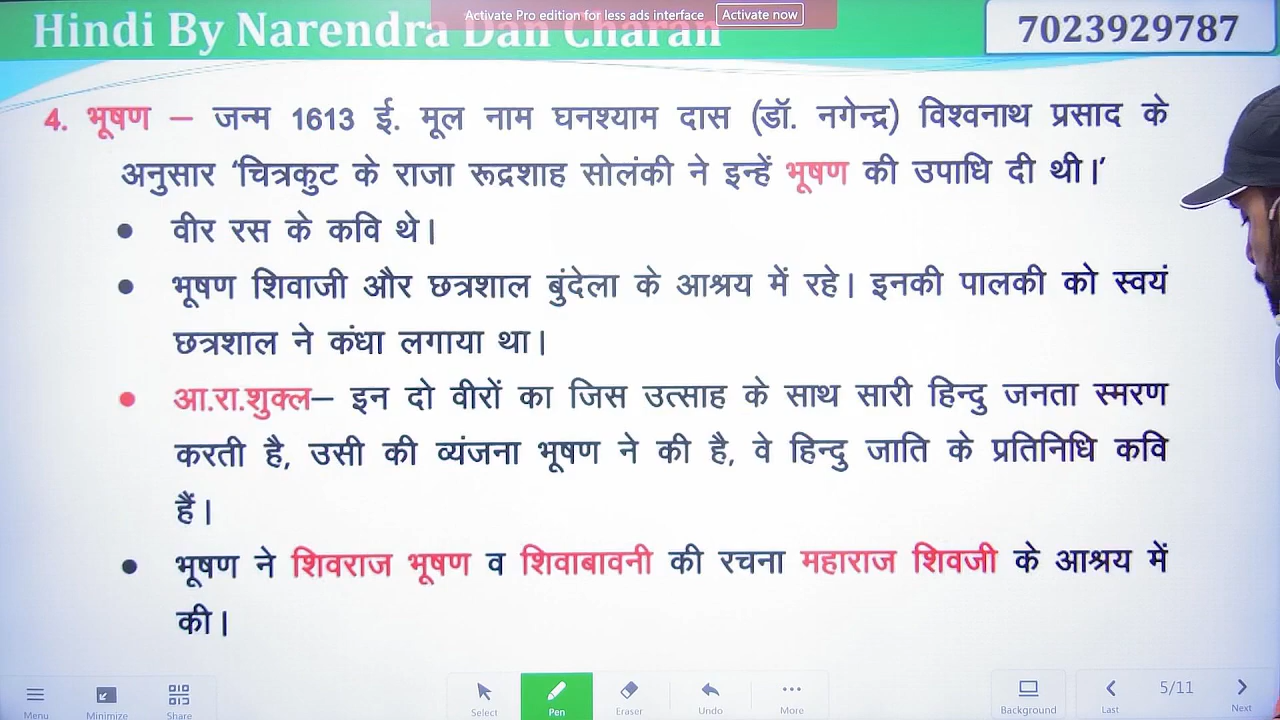 Activate Pro edition for less ads interface Activate now
Hindi By Narendra Dan Charan
7023929787
4. भूषण – जन्म 1613 ई. मूल नाम घनश्याम दास (डॉ. नगेन्द्र) विश्वनाथ प्रसाद के
अनुसार ‘चित्रकुट के राजा रूद्रशाह सोलंकी ने इन्हें भूषण की उपाधि दी थी।’
• वीर रस के कवि थे।
• भूषण शिवाजी और छत्रशाल बुंदेला के आश्रय में रहे। इनकी पालकी को स्वयं
छत्रशाल ने कंधा लगाया था।
• आ.रा.शुक्ल– इन दो वीरों का जिस उत्साह के साथ सारी हिन्दु जनता स्मरण
करती है, उसी की व्यंजना भूषण ने की है, वे हिन्दु जाति के प्रतिनिधि कवि
हैं।
• भूषण ने शिवराज भूषण व शिवाबावनी की रचना महाराज शिवजी के आश्रय में
की।
Menu Minimize Share Select Pen Eraser Undo More Background Last 5/11 Next